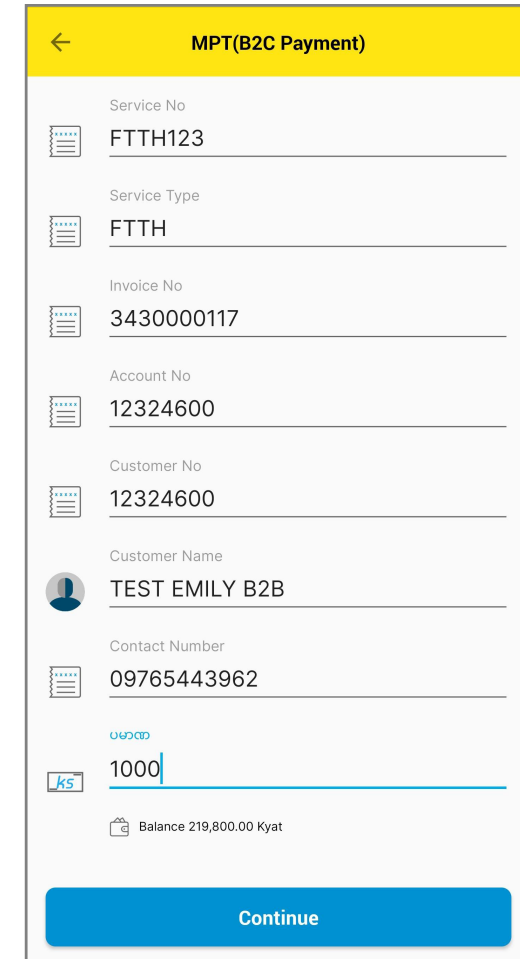 MPT(B2C Payment)
Service No
FTTH123
Service Type
FTTH
Invoice No
3430000117
Account No
12324600
Customer No
12324600
Customer Name
TEST EMILY B2B
Contact Number
09765443962
ပမာဏ
1000
ks
Balance 219,800.00 Kyat
Continue